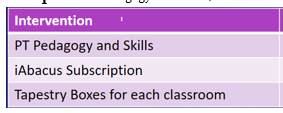 Intervention
PT Pedagogy and Skills
iAbacus Subscription
Tapestry Boxes for each classroom